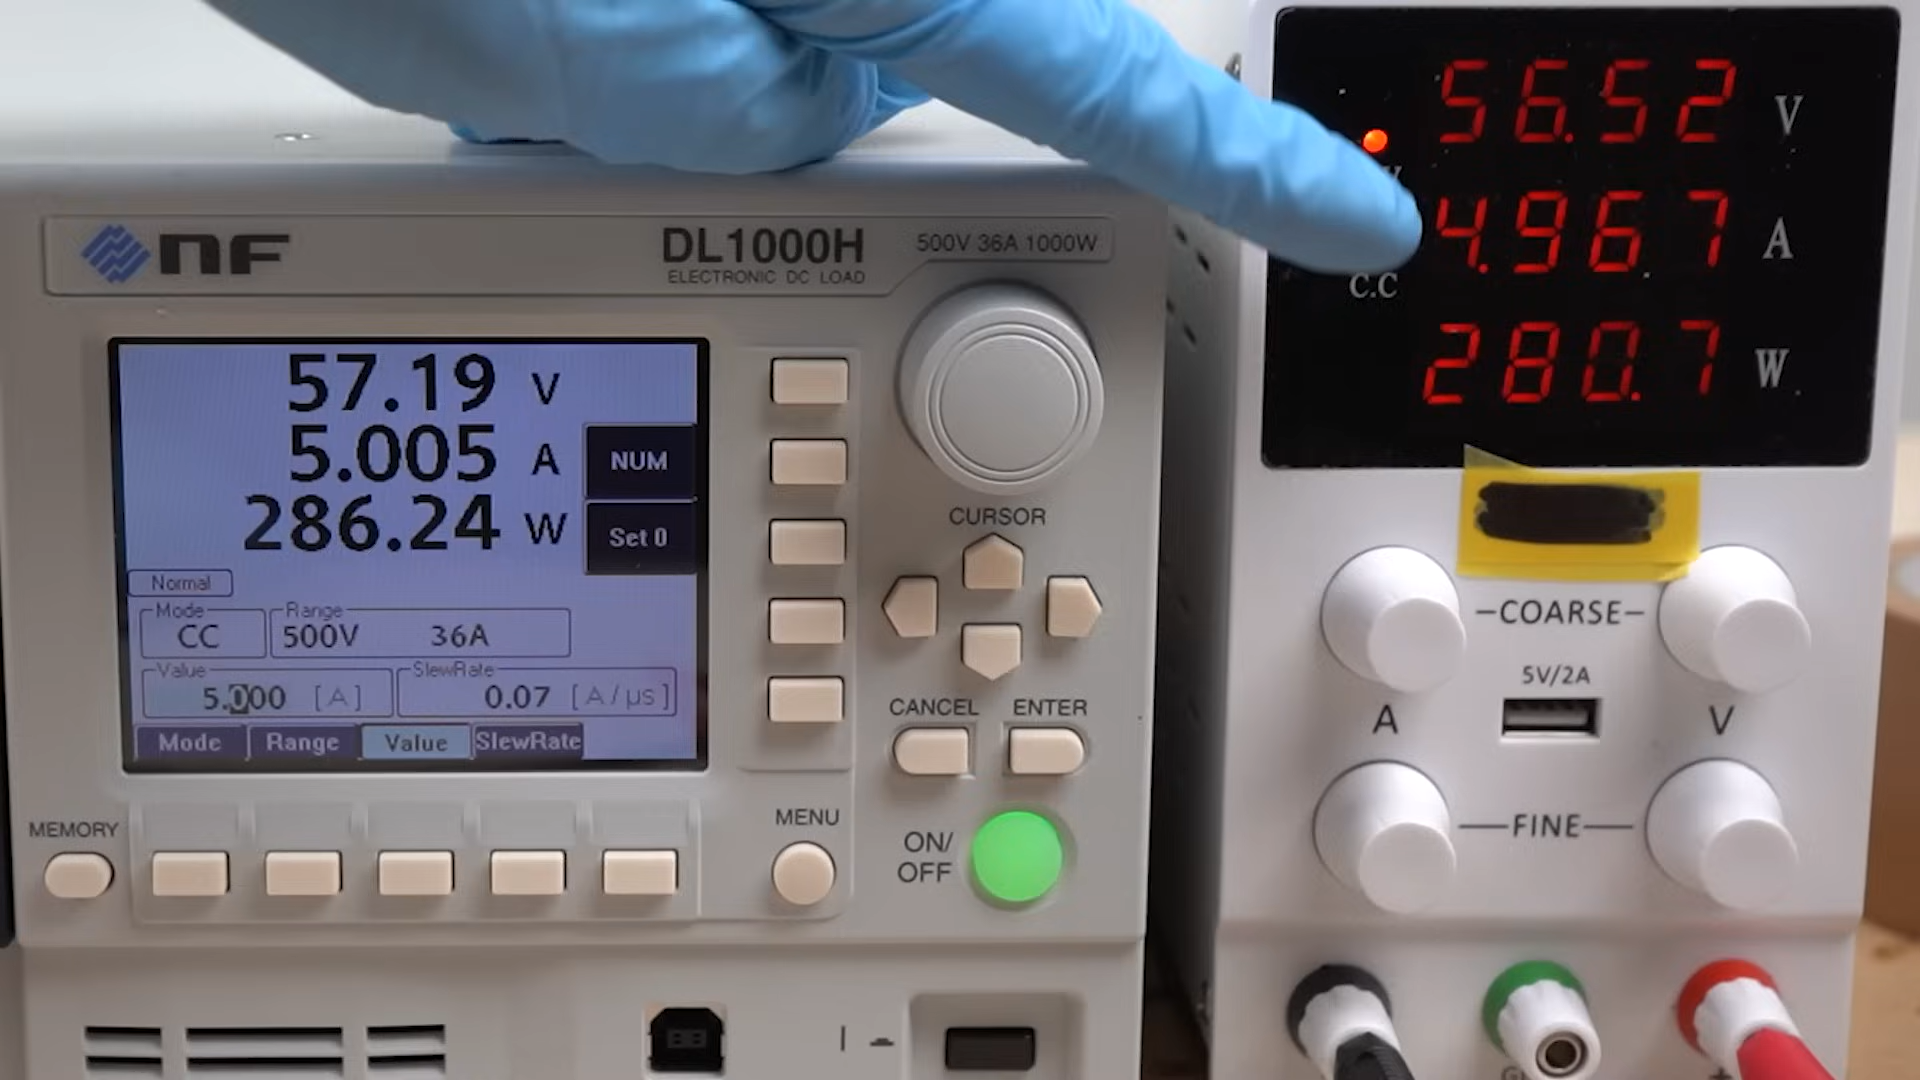 NF
DL1000H
ELECTRONIC DC LOAD
500V 36A 1000W
57.19 V
5.005 A
286.24 W
NUM
Set 0
Normal
Mode
CC
Range
500V 36A
Value
5.000 [A]
SlewRate
0.07 [A/µs]
Mode Range Value SlewRate
MEMORY
MENU
CURSOR
CANCEL ENTER
ON/
OFF
56.52 V
4.967 A
C.C
280.7 W
COARSE
5V/2A
A V
FINE
+